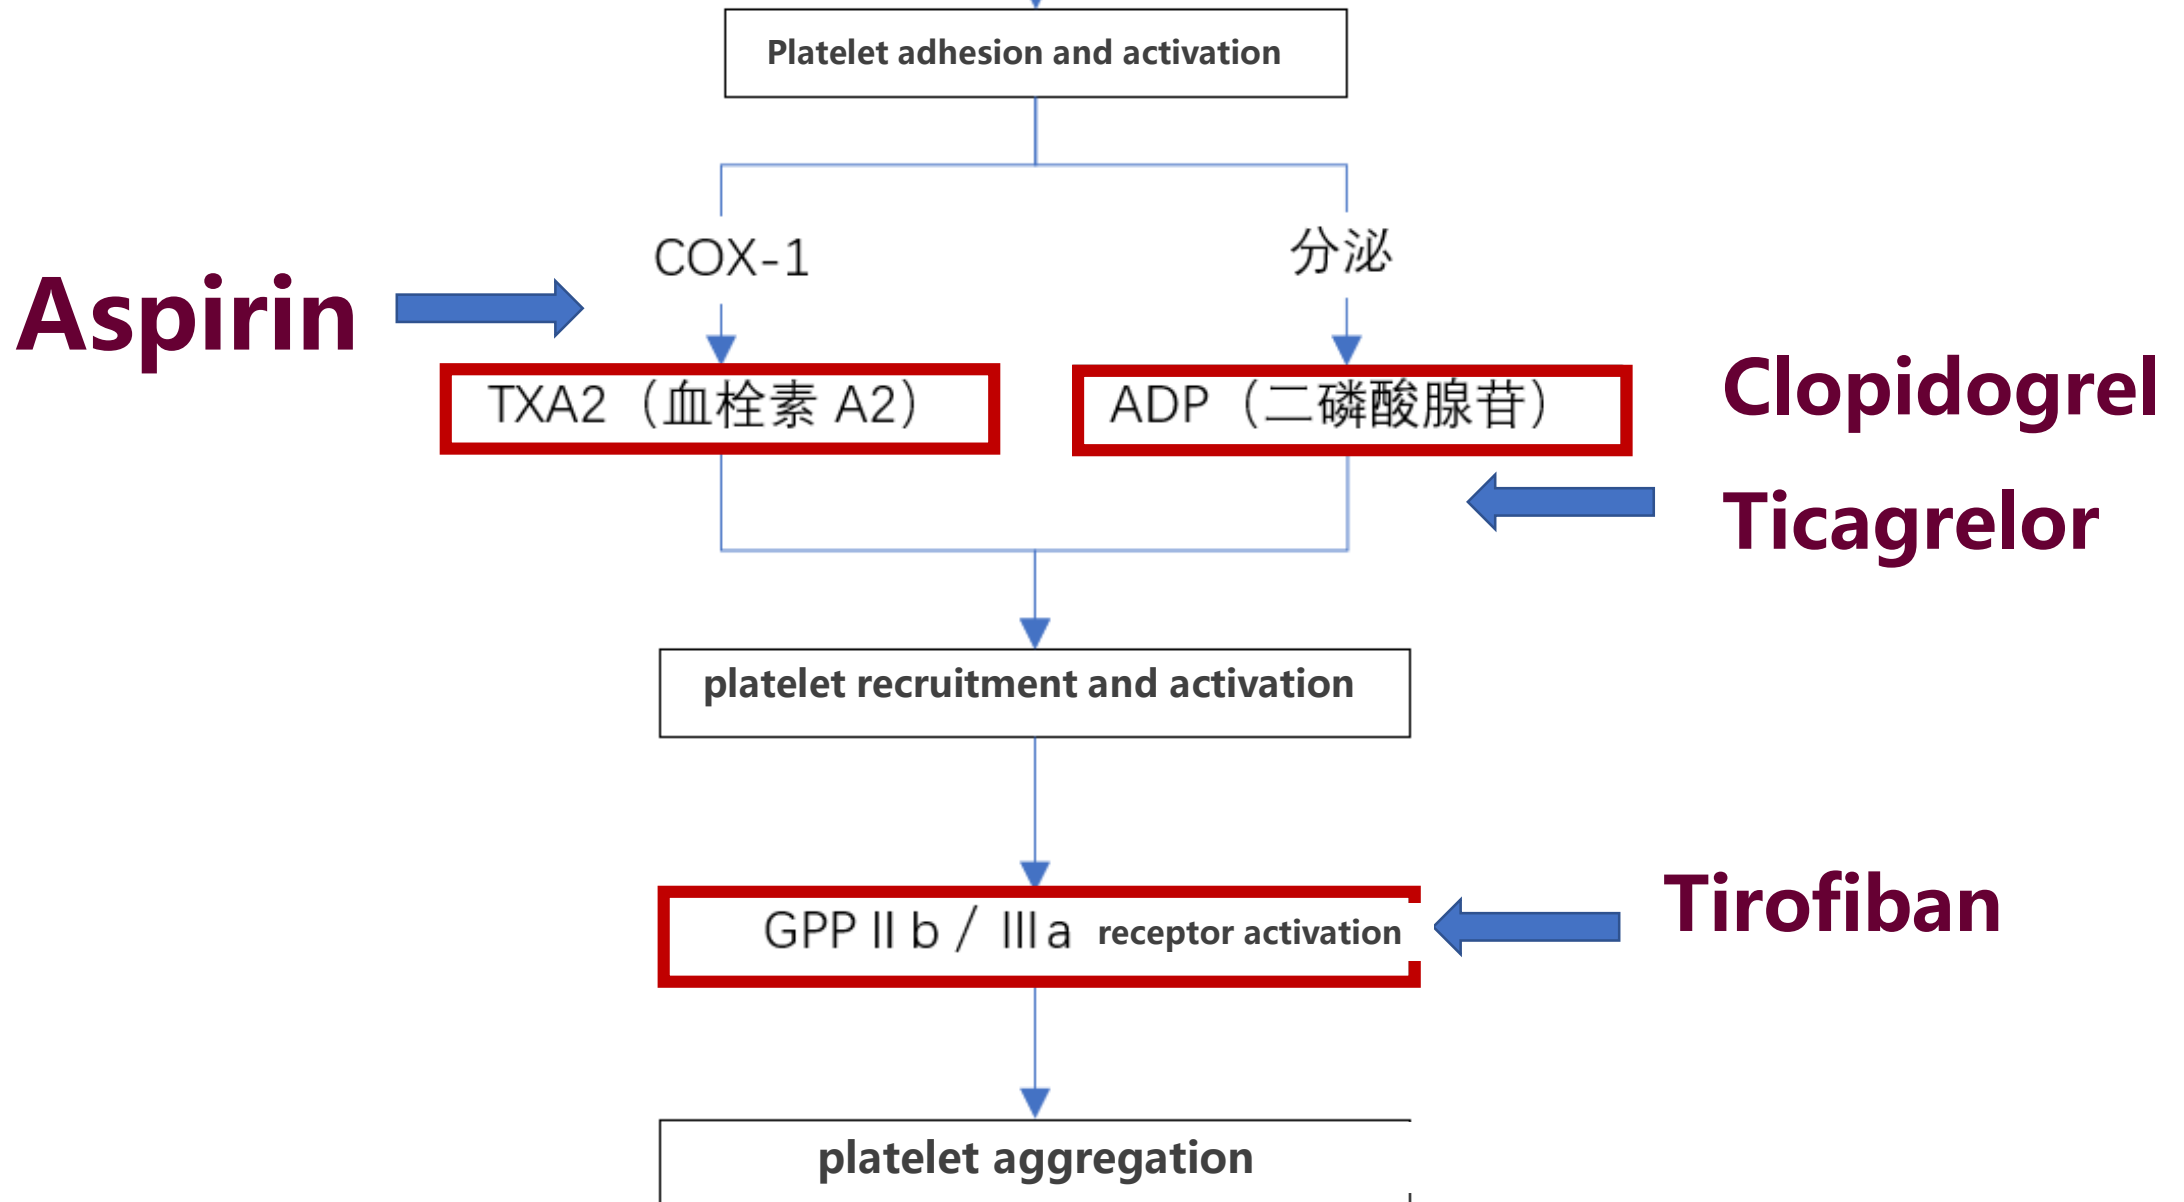 Platelet adhesion and activation
COX-1
分泌
Aspirin
TXA2（血栓素 A2）
ADP（二磷酸腺苷）
Clopidogrel
Ticagrelor
platelet recruitment and activation
GPP II b / III a receptor activation
Tirofiban
platelet aggregation